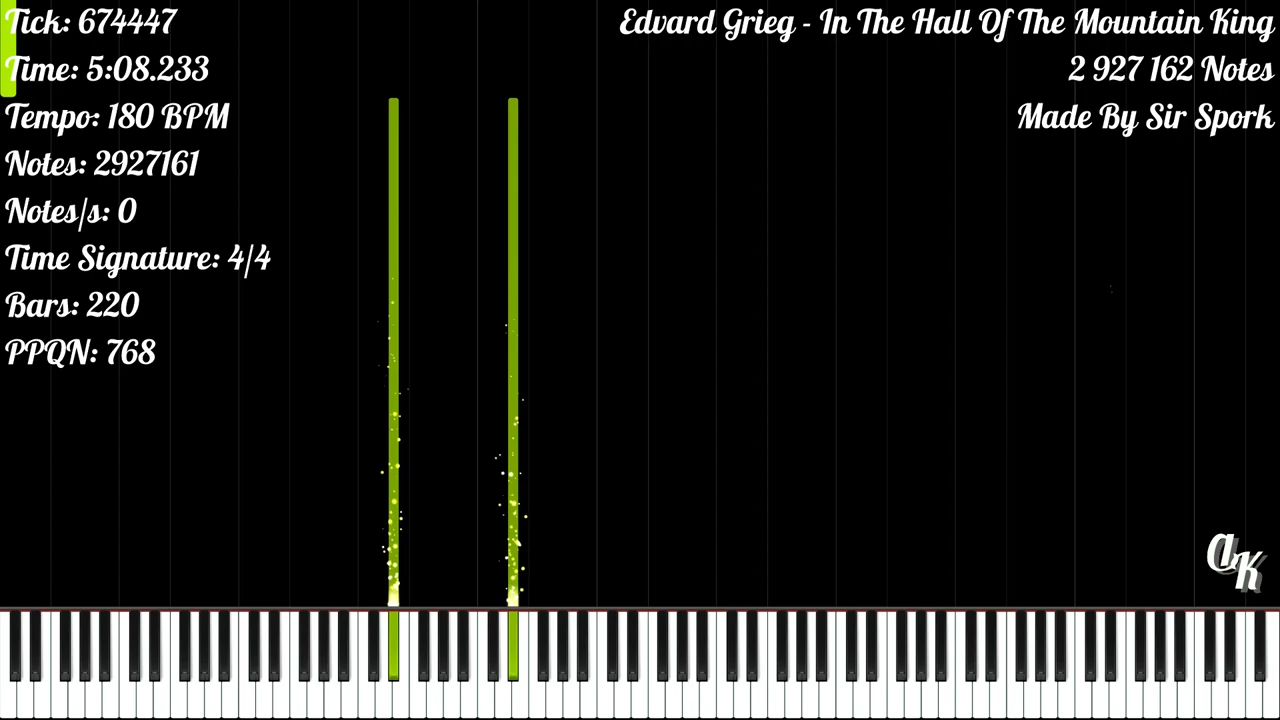 Tick: 674447
Time: 5:08.233
Tempo: 180 BPM
Notes: 2927161
Notes/s: 0
Time Signature: 4/4
Bars: 220
PPQN: 768
Edvard Grieg - In The Hall Of The Mountain King
2 927 162 Notes
Made By Sir Spork
aK